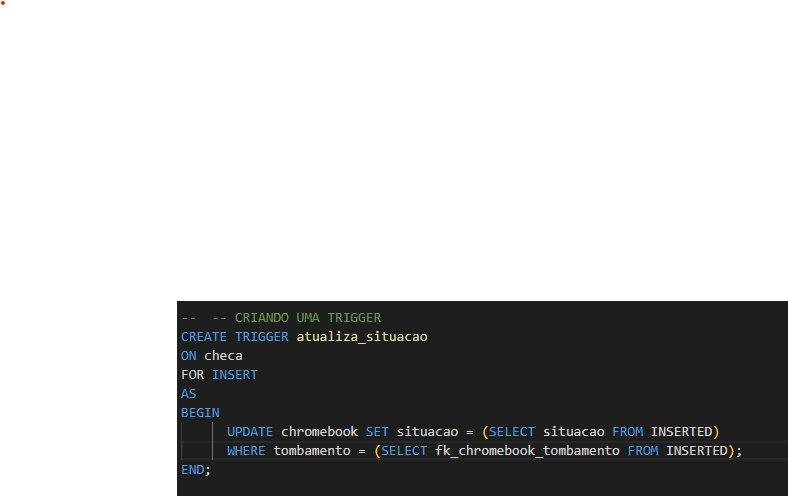 --  -- CRIANDO UMA TRIGGER
CREATE TRIGGER atualiza_situacao
ON checa
FOR INSERT
AS
BEGIN
UPDATE chromebook SET situacao = (SELECT situacao FROM INSERTED)
WHERE tombamento = (SELECT fk_chromebook_tombamento FROM INSERTED);
END;